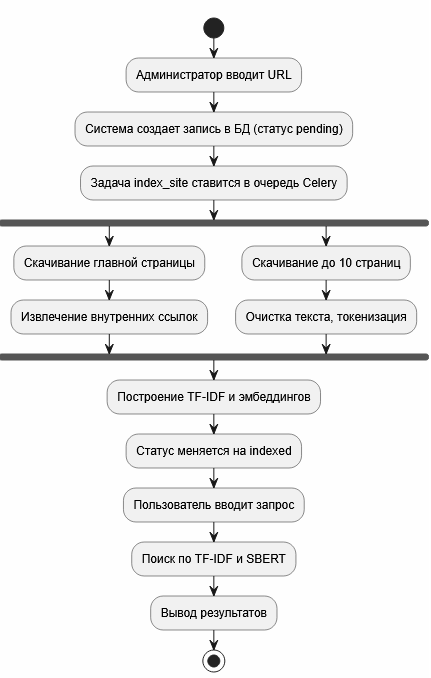 Администратор вводит URL
Система создает запись в БД (статус pending)
Задача index_site ставится в очередь Celery
Скачивание главной страницы
Извлечение внутренних ссылок
Скачивание до 10 страниц
Очистка текста, токенизация
Построение TF-IDF и эмбеддингов
Статус меняется на indexed
Пользователь вводит запрос
Поиск по TF-IDF и SBERT
Вывод результатов